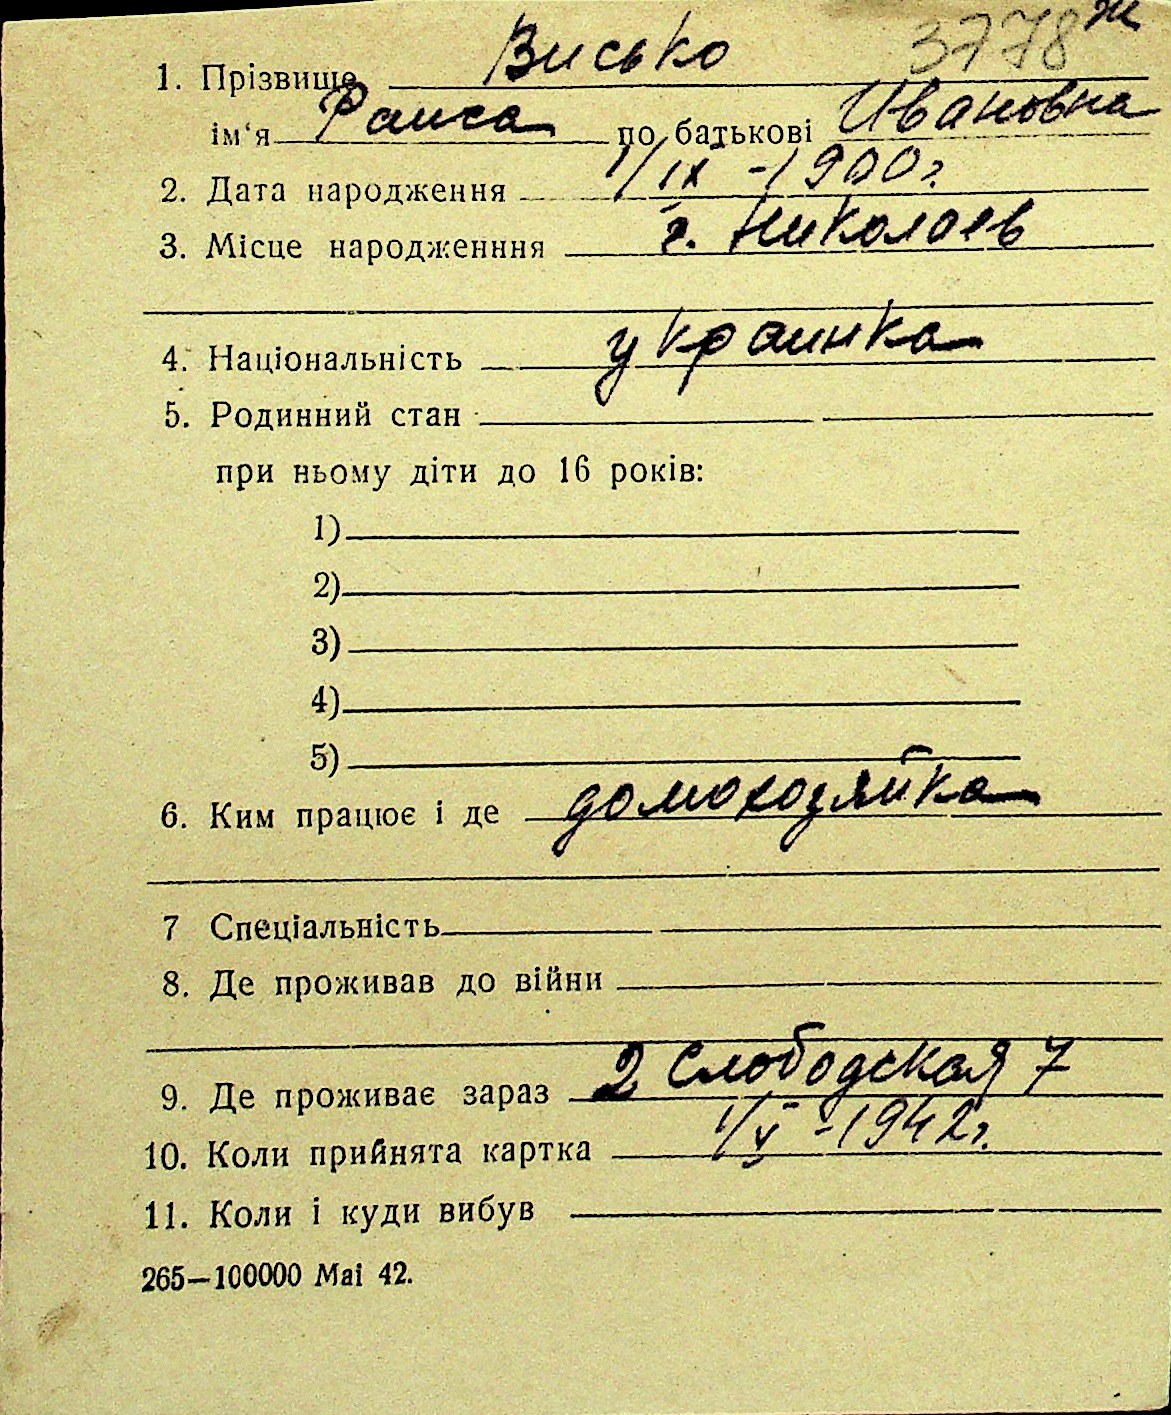 3778 ж
1. Прізвище Висько
ім'я Раиса по батькові Ивановна
2. Дата народження 1/IX - 1900 г.
3. Місце народженння г. Николаев
4. Національність украинка
5. Родинний стан
при ньому діти до 16 років:
1)
2)
3)
4)
5)
6. Ким працює і де домохозяйка
7 Спеціальність
8. Де проживав до війни
9. Де проживає зараз 2 Слободская 7
10. Коли прийнята картка 1/V - 1942 г.
11. Коли і куди вибув
265—100000 Mai 42.